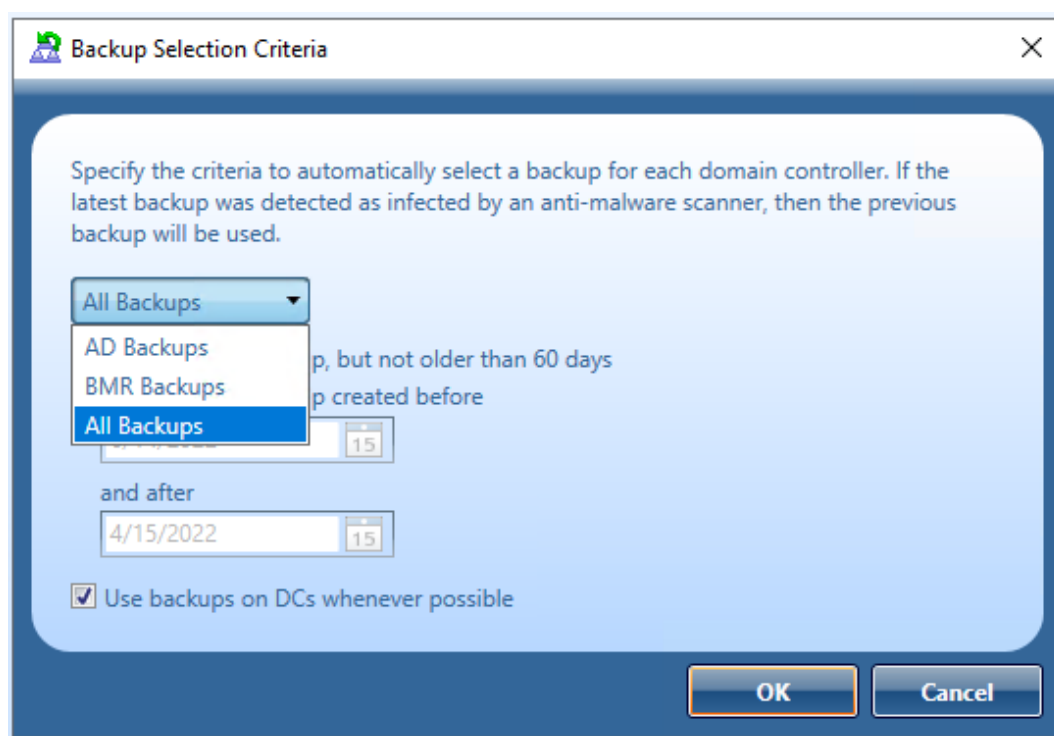 Backup Selection Criteria
Specify the criteria to automatically select a backup for each domain controller. If the
latest backup was detected as infected by an anti-malware scanner, then the previous
backup will be used.
All Backups
AD Backups
BMR Backups
All Backups
p, but not older than 60 days
p created before
15
and after
4/15/2022
15
Use backups on DCs whenever possible
OK
Cancel